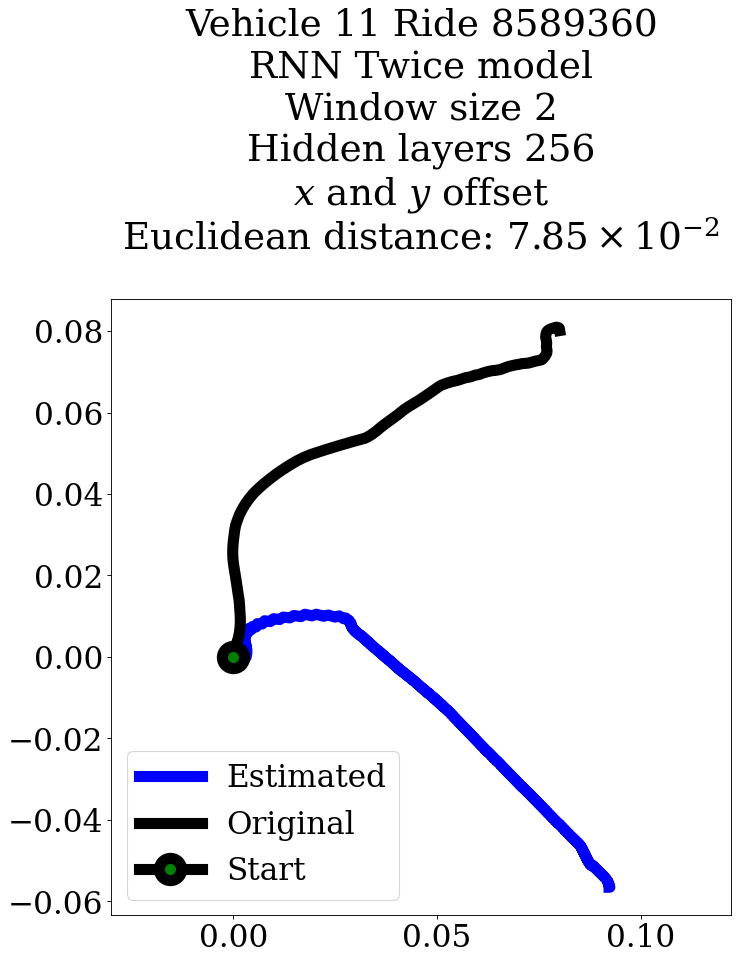 Vehicle 11 Ride 8589360
RNN Twice model
Window size 2
Hidden layers 256
x and y offset
Euclidean distance: 7.85 × 10⁻²
0.08
0.06
0.04
0.02
0.00
−0.02
−0.04
−0.06
Estimated
Original
Start
0.00 0.05 0.10